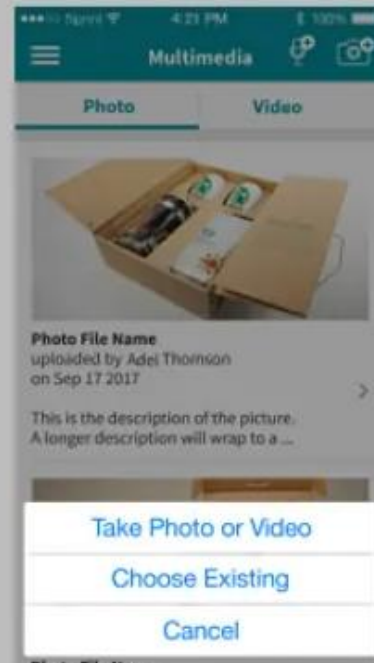 Sprint 4:21 PM 100%
Multimedia
Photo Video
Photo File Name
uploaded by Adel Thomson
on Sep 17 2017
This is the description of the picture.
A longer description will wrap to a ...
Take Photo or Video
Choose Existing
Cancel